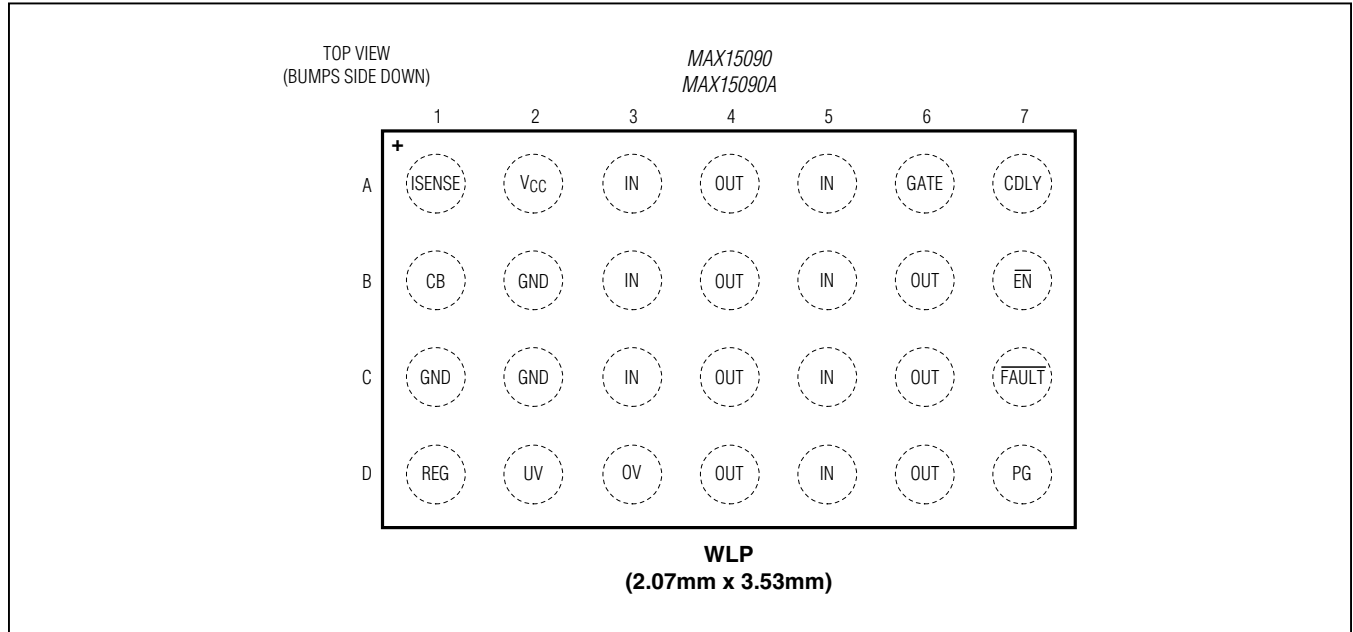 TOP VIEW
(BUMPS SIDE DOWN)
MAX15090
MAX15090A
1 2 3 4 5 6 7
+
A ISENSE VCC IN OUT IN GATE CDLY
B CB GND IN OUT IN OUT E̅N̅
C GND GND IN OUT IN OUT F̅A̅U̅L̅T̅
D REG UV OV OUT IN OUT PG
WLP
(2.07mm x 3.53mm)